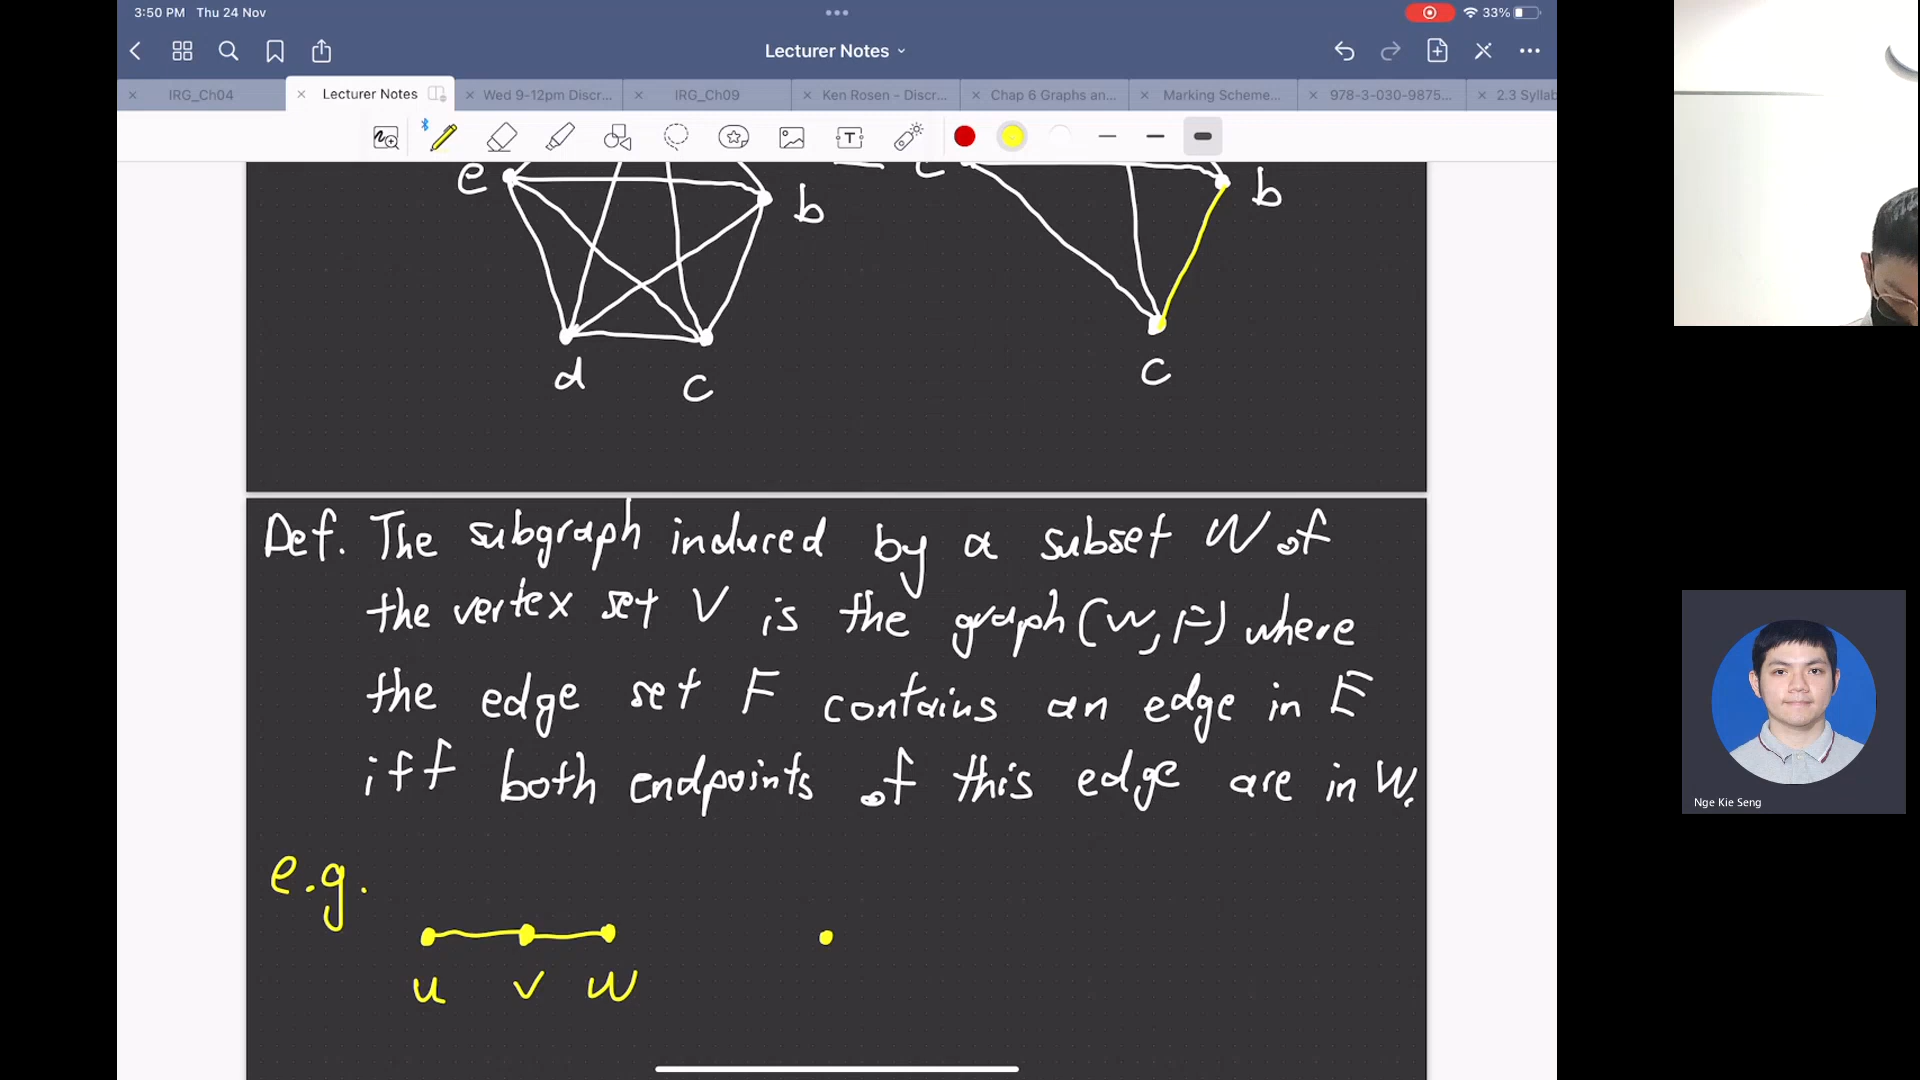 3:50 PM Thu 24 Nov
33%
Lecturer Notes
IRG_Ch04
Lecturer Notes
Wed 9-12pm Discr...
IRG_Ch09
Ken Rosen - Discr...
Chap 6 Graphs an...
Marking Scheme...
978-3-030-9875...
2.3 Syllab
e
b
b
d
c
c
Def. The subgraph induced by a subset W of
the vertex set V is the graph (W, F) where
the edge set F contains an edge in E
iff both endpoints of this edge are in W.
e.g.
u v w
Nge Kie Seng